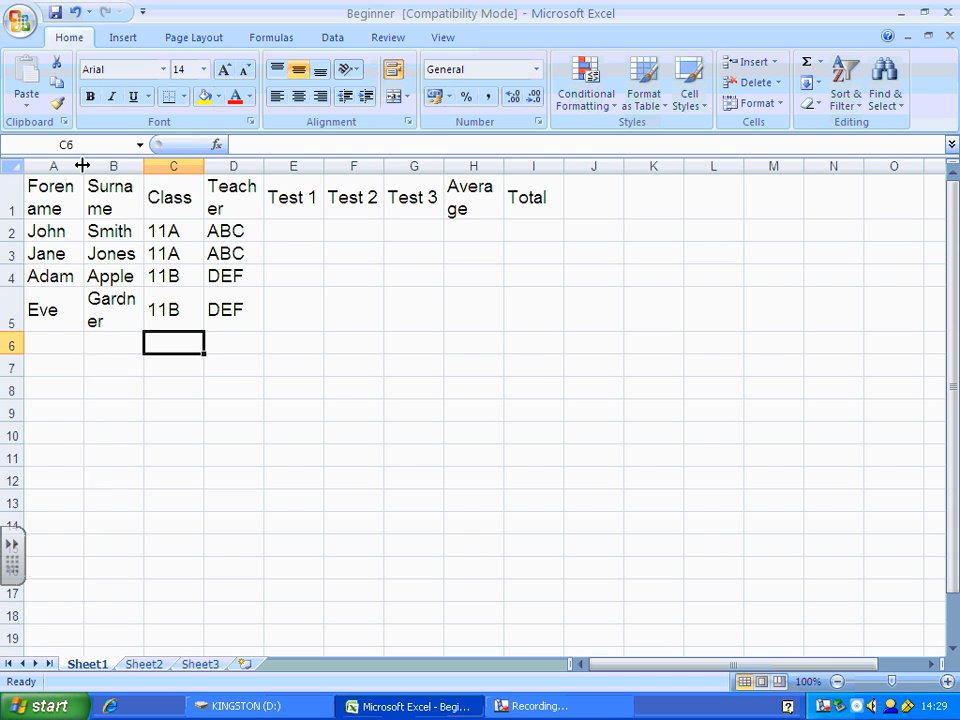 Beginner [Compatibility Mode] - Microsoft Excel
Home Insert Page Layout Formulas Data Review View
Paste Arial 14 A A General Conditional Formatting Format as Table Cell Styles Insert Delete Format Σ Sort & Filter Find & Select
B I U A % , .0 .00 .00 .0
Clipboard Font Alignment Number Styles Cells Editing
C6 fx
A B C D E F G H I J K L M N O
1 Forename Surname Class Teacher Test 1 Test 2 Test 3 Average Total
2 John Smith 11A ABC
3 Jane Jones 11A ABC
4 Adam Apple 11B DEF
5 Eve Gardner 11B DEF
6
7
8
9
10
11
12
13
14
17
18
19
Sheet1 Sheet2 Sheet3
Ready 100%
start KINGSTON (D:) Microsoft Excel - Begi... Recording... 14:29